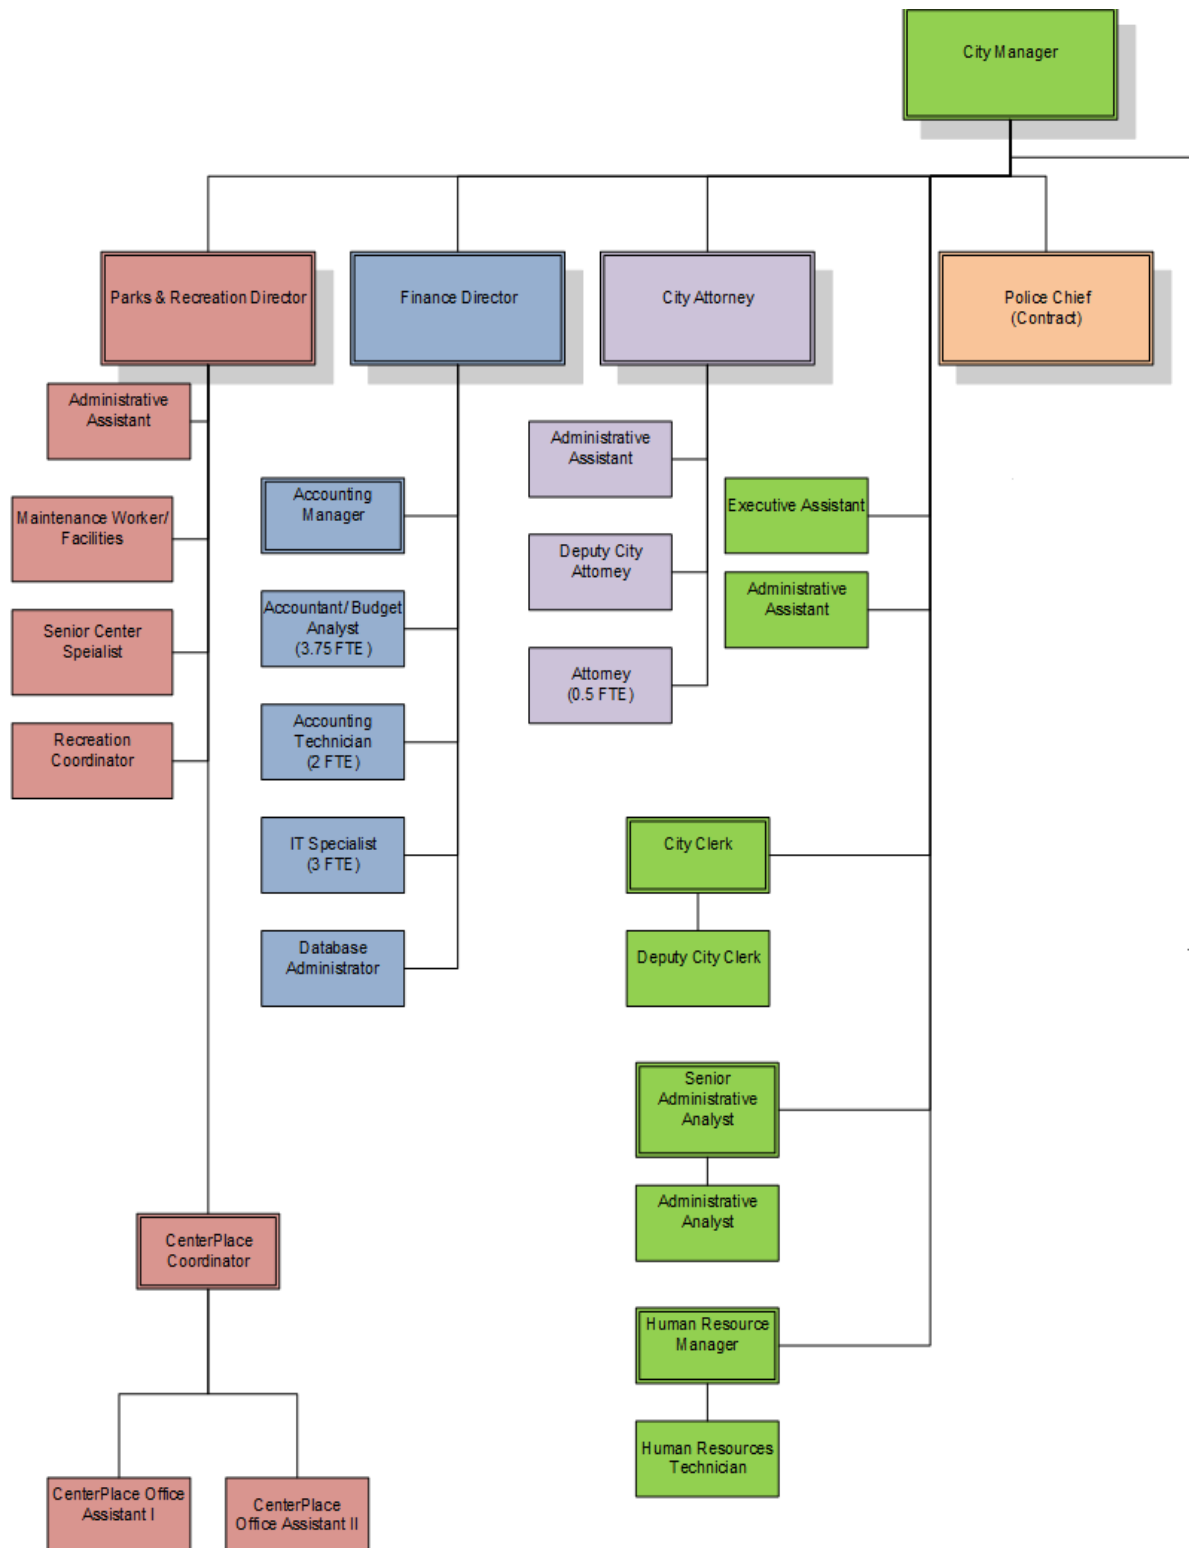 City Manager
Parks & Recreation Director
Finance Director
City Attorney
Police Chief
(Contract)
Administrative
Assistant
Maintenance Worker/
Facilities
Senior Center
Speialist
Recreation
Coordinator
Accounting
Manager
Accountant/ Budget
Analyst
(3.75 FTE)
Accounting
Technician
(2 FTE)
IT Specialist
(3 FTE)
Database
Administrator
Administrative
Assistant
Deputy City
Attorney
Attorney
(0.5 FTE)
Executive Assistant
Administrative
Assistant
City Clerk
Deputy City Clerk
Senior
Administrative
Analyst
Administrative
Analyst
Human Resource
Manager
Human Resources
Technician
CenterPlace
Coordinator
CenterPlace Office
Assistant I
CenterPlace
Office Assistant II